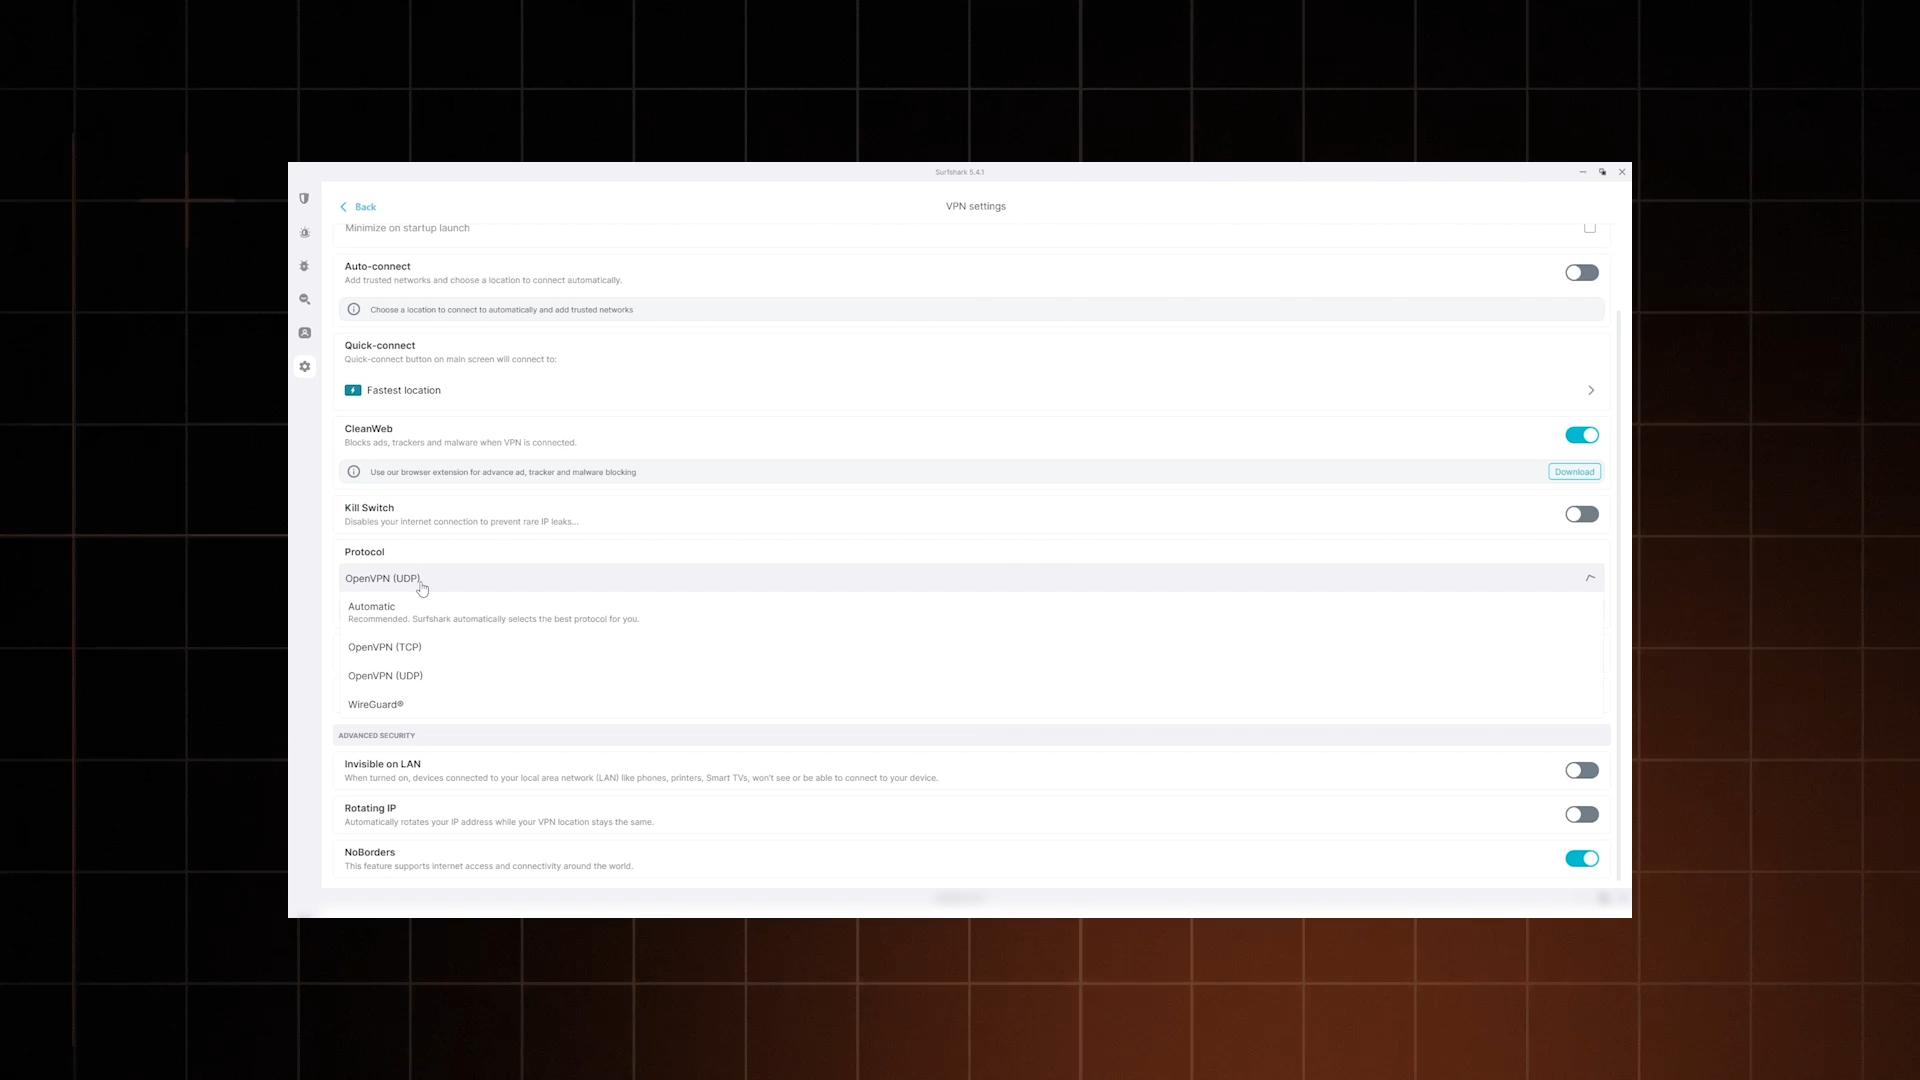 Surfshark 5.4.1
Back
VPN settings
Minimize on startup launch
Auto-connect
Add trusted networks and choose a location to connect automatically.
Choose a location to connect to automatically and add trusted networks
Quick-connect
Quick-connect button on main screen will connect to:
Fastest location
CleanWeb
Blocks ads, trackers and malware when VPN is connected.
Use our browser extension for advance ad, tracker and malware blocking
Download
Kill Switch
Disables your internet connection to prevent rare IP leaks...
Protocol
OpenVPN (UDP)
Automatic
Recommended. Surfshark automatically selects the best protocol for you.
OpenVPN (TCP)
OpenVPN (UDP)
WireGuard®
ADVANCED SECURITY
Invisible on LAN
When turned on, devices connected to your local area network (LAN) like phones, printers, Smart TVs, won't see or be able to connect to your device.
Rotating IP
Automatically rotates your IP address while your VPN location stays the same.
NoBorders
This feature supports internet access and connectivity around the world.